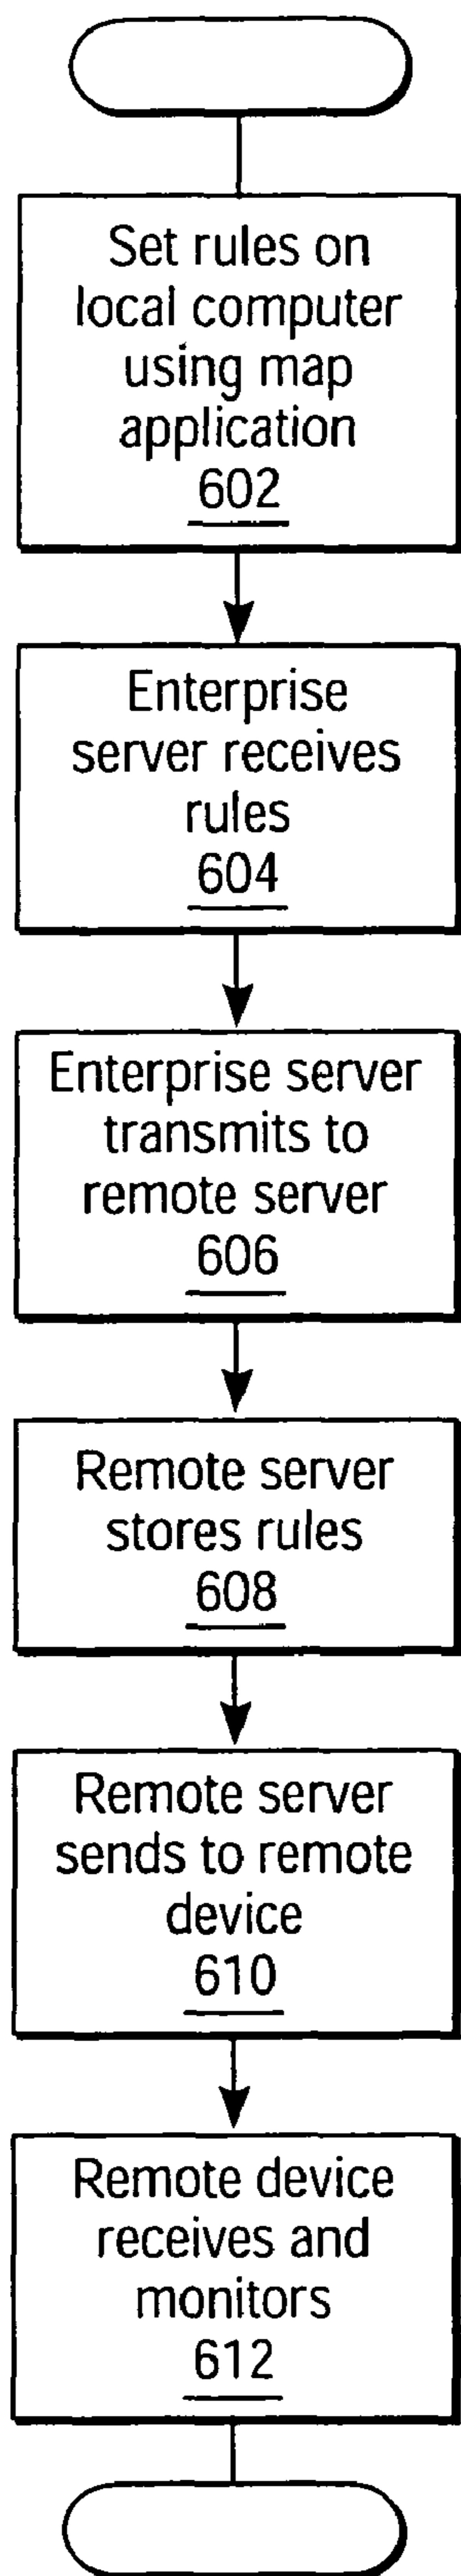 Set rules on
local computer
using map
application
602
Enterprise
server receives
rules
604
Enterprise server
transmits to
remote server
606
Remote server
stores rules
608
Remote server
sends to remote
device
610
Remote device
receives and
monitors
612